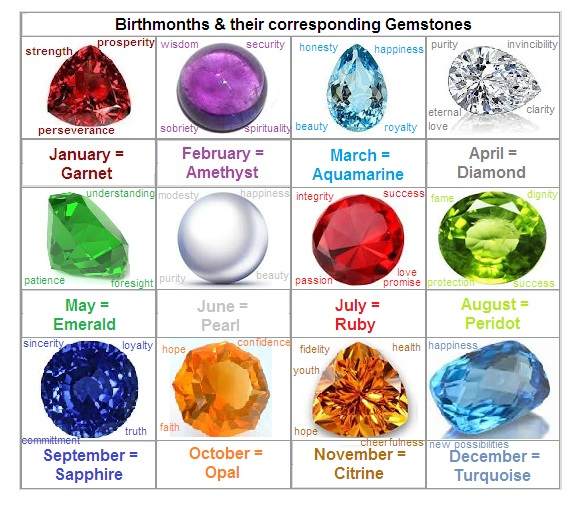 Birthmonths & their corresponding Gemstones
strength prosperity
perseverance
January =
Garnet
wisdom security
sobriety spirituality
February =
Amethyst
honesty happiness
beauty royalty
March =
Aquamarine
purity invincibility
eternal love clarity
April =
Diamond
understanding
patience foresight
May =
Emerald
modesty happiness
purity beauty
June =
Pearl
integrity success
passion love promise
July =
Ruby
fame dignity
protection success
August =
Peridot
sincerity loyalty
commitment truth
September =
Sapphire
hope confidence
faith
October =
Opal
fidelity health
youth
hope cheerfulness
November =
Citrine
happiness
new possibilities
December =
Turquoise